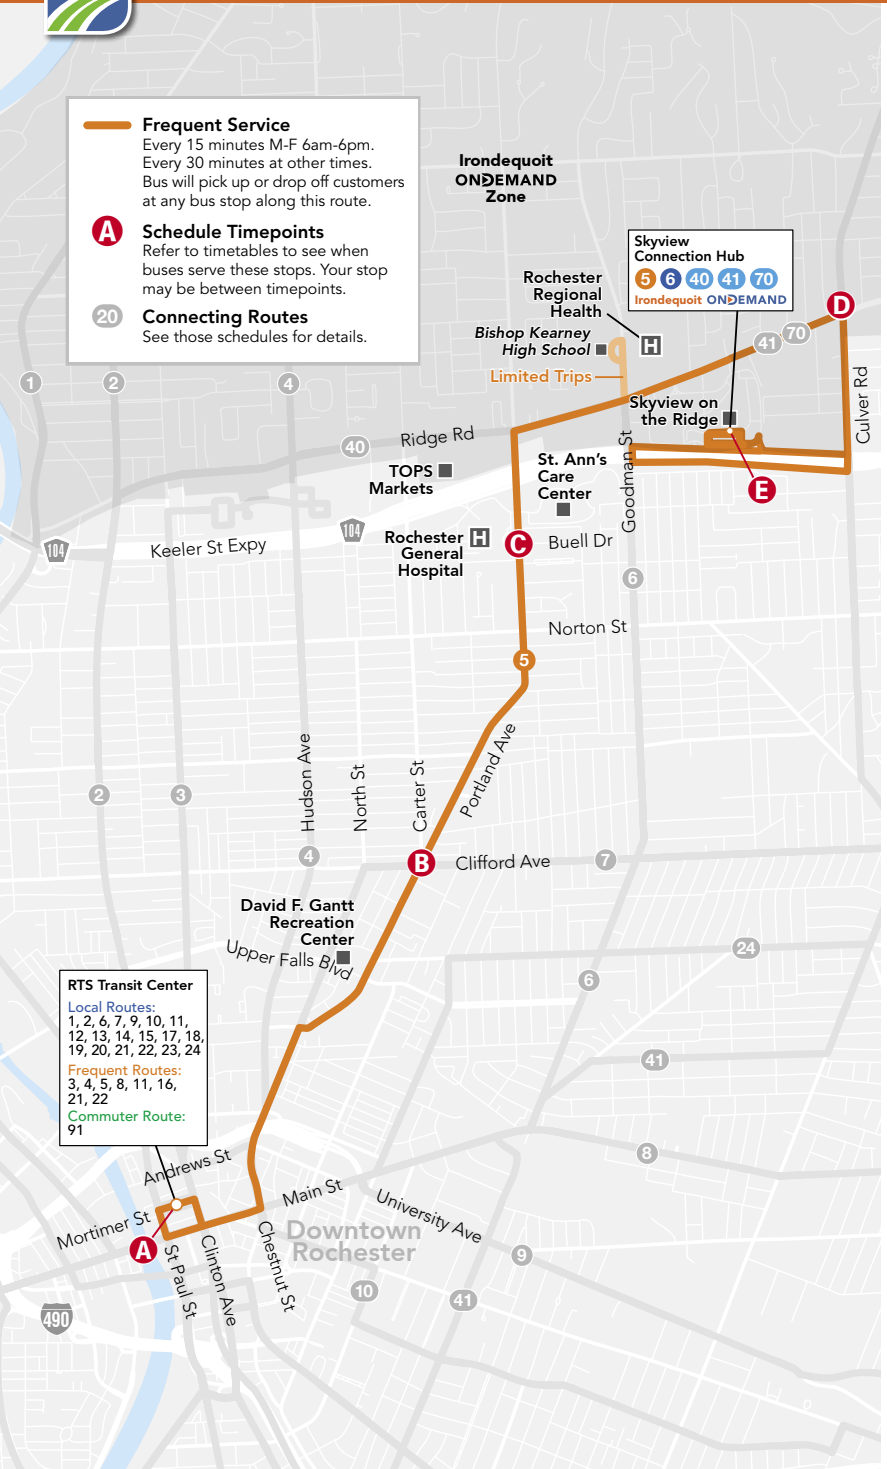 Frequent Service
Every 15 minutes M-F 6am-6pm.
Every 30 minutes at other times.
Bus will pick up or drop off customers
at any bus stop along this route.
A
Schedule Timepoints
Refer to timetables to see when
buses serve these stops. Your stop
may be between timepoints.
20
Connecting Routes
See those schedules for details.
Irondequoit
ONDEMAND
Zone
Skyview
Connection Hub
5 6 40 41 70
Irondequoit ONDEMAND
Rochester
Regional
Health
H
Bishop Kearney
High School
Limited Trips
D
70
41
1
2
4
Culver Rd
Skyview on
the Ridge
Ridge Rd
40
Goodman St
TOPS
Markets
St. Ann's
Care
Center
E
104
104
Keeler St Expy
Rochester
General
Hospital
H
C
Buell Dr
6
Norton St
5
Hudson Ave
North St
Carter St
Portland Ave
2
3
4
B
Clifford Ave
7
David F. Gantt
Recreation
Center
Upper Falls Blvd
24
6
RTS Transit Center
Local Routes:
1, 2, 6, 7, 9, 10, 11,
12, 13, 14, 15, 17, 18,
19, 20, 21, 22, 23, 24
Frequent Routes:
3, 4, 5, 8, 11, 16,
21, 22
Commuter Route:
91
41
8
Andrews St
Main St
University Ave
Mortimer St
A
St Paul St
Clinton Ave
Chestnut St
Downtown
Rochester
9
10
41
490